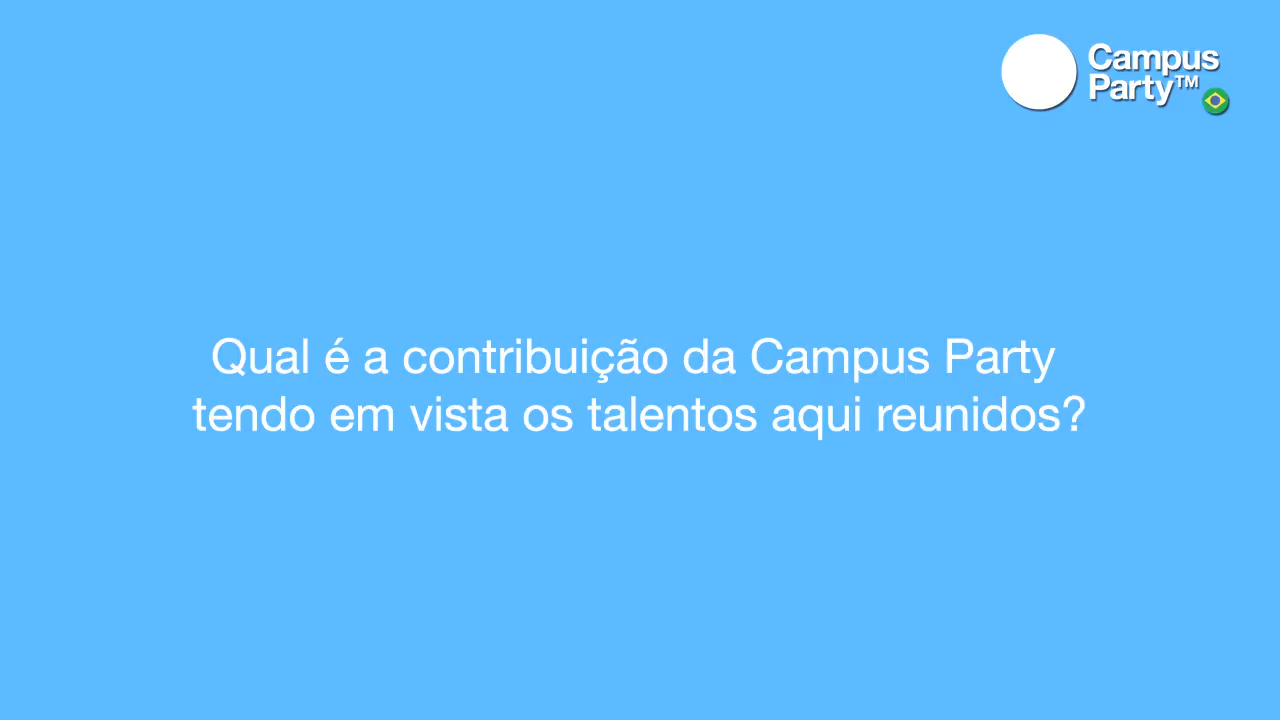 Campus
Party™
Qual é a contribuição da Campus Party
tendo em vista os talentos aqui reunidos?